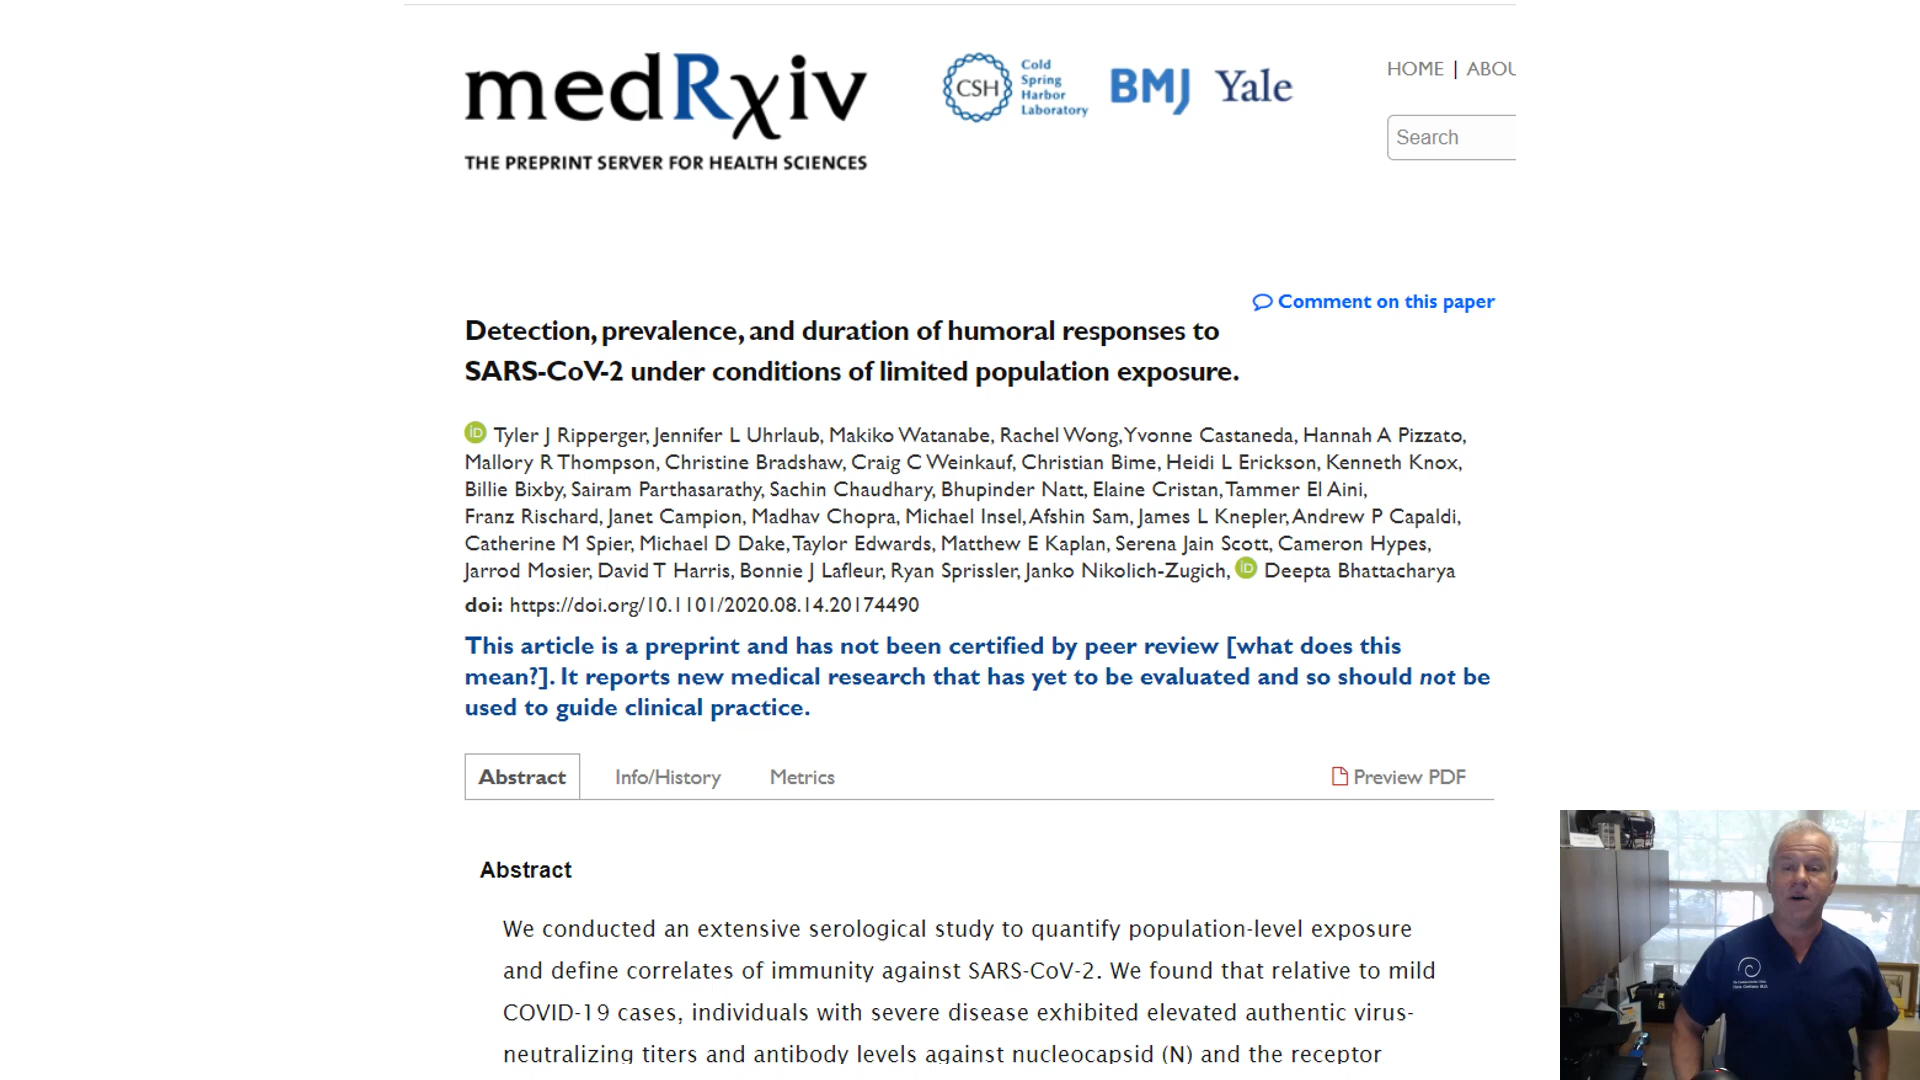 medRxiv
THE PREPRINT SERVER FOR HEALTH SCIENCES
CSH
Cold
Spring
Harbor
Laboratory
BMJ
Yale
HOME | ABOU
Search
Comment on this paper
Detection, prevalence, and duration of humoral responses to
SARS-CoV-2 under conditions of limited population exposure.
iD Tyler J Ripperger, Jennifer L Uhrlaub, Makiko Watanabe, Rachel Wong, Yvonne Castaneda, Hannah A Pizzato,
Mallory R Thompson, Christine Bradshaw, Craig C Weinkauf, Christian Bime, Heidi L Erickson, Kenneth Knox,
Billie Bixby, Sairam Parthasarathy, Sachin Chaudhary, Bhupinder Natt, Elaine Cristan, Tammer El Aini,
Franz Rischard, Janet Campion, Madhav Chopra, Michael Insel, Afshin Sam, James L Knepler, Andrew P Capaldi,
Catherine M Spier, Michael D Dake, Taylor Edwards, Matthew E Kaplan, Serena Jain Scott, Cameron Hypes,
Jarrod Mosier, David T Harris, Bonnie J Lafleur, Ryan Sprissler, Janko Nikolich-Zugich, iD Deepta Bhattacharya
doi: https://doi.org/10.1101/2020.08.14.20174490
This article is a preprint and has not been certified by peer review [what does this
mean?]. It reports new medical research that has yet to be evaluated and so should not be
used to guide clinical practice.
Abstract Info/History Metrics Preview PDF
Abstract
We conducted an extensive serological study to quantify population-level exposure
and define correlates of immunity against SARS-CoV-2. We found that relative to mild
COVID-19 cases, individuals with severe disease exhibited elevated authentic virus-
neutralizing titers and antibody levels against nucleocapsid (N) and the receptor